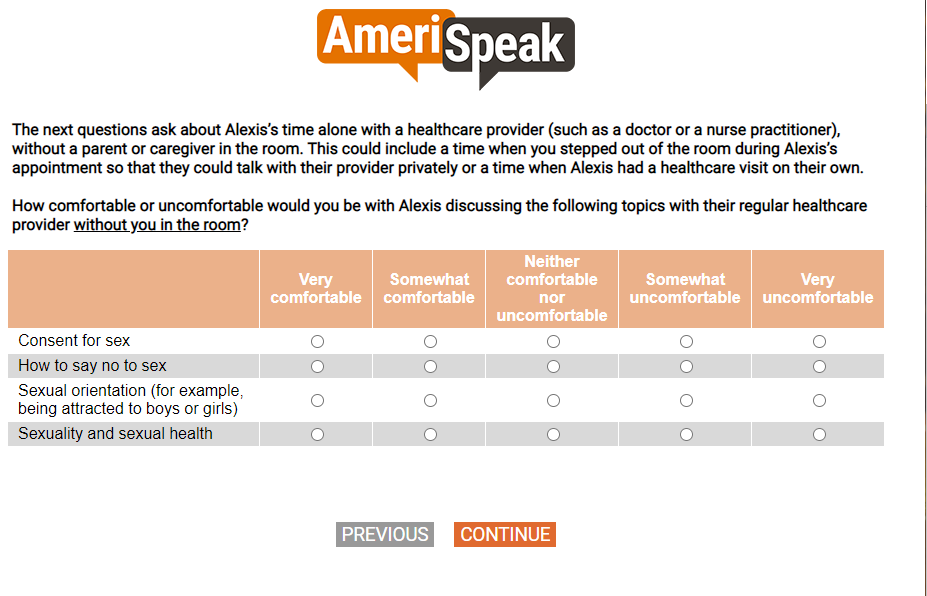 AmeriSpeak
The next questions ask about Alexis's time alone with a healthcare provider (such as a doctor or a nurse practitioner),
without a parent or caregiver in the room. This could include a time when you stepped out of the room during Alexis's
appointment so that they could talk with their provider privately or a time when Alexis had a healthcare visit on their own.
How comfortable or uncomfortable would you be with Alexis discussing the following topics with their regular healthcare
provider without you in the room?
Very
comfortable
Somewhat
comfortable
Neither
comfortable
nor
uncomfortable
Somewhat
uncomfortable
Very
uncomfortable
Consent for sex
How to say no to sex
Sexual orientation (for example,
being attracted to boys or girls)
Sexuality and sexual health
PREVIOUS
CONTINUE